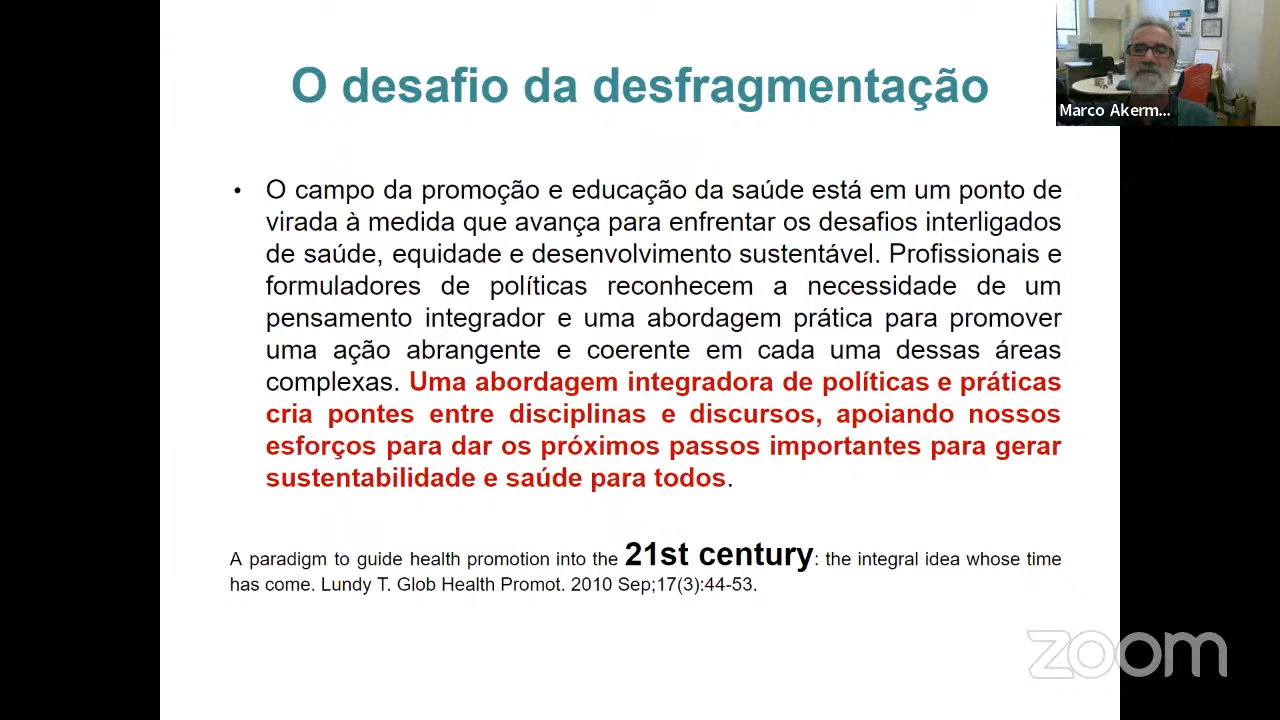 O desafio da desfragmentação
Marco Akerm...
• O campo da promoção e educação da saúde está em um ponto de
virada à medida que avança para enfrentar os desafios interligados
de saúde, equidade e desenvolvimento sustentável. Profissionais e
formuladores de políticas reconhecem a necessidade de um
pensamento integrador e uma abordagem prática para promover
uma ação abrangente e coerente em cada uma dessas áreas
complexas. Uma abordagem integradora de políticas e práticas
cria pontes entre disciplinas e discursos, apoiando nossos
esforços para dar os próximos passos importantes para gerar
sustentabilidade e saúde para todos.
A paradigm to guide health promotion into the 21st century: the integral idea whose time
has come. Lundy T. Glob Health Promot. 2010 Sep;17(3):44-53.
zoom